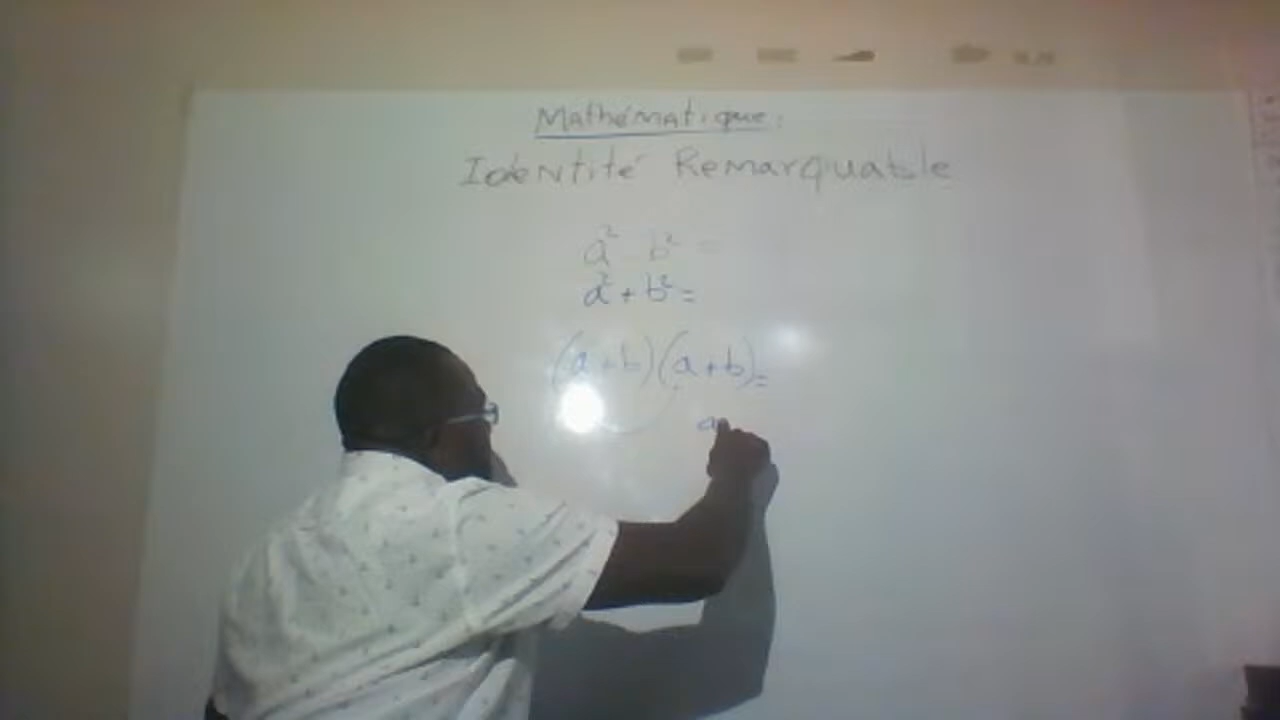 Mathématique:
Identité Remarquable
a² - b² =
a² + b² =
(a+b)(a+b)=
a